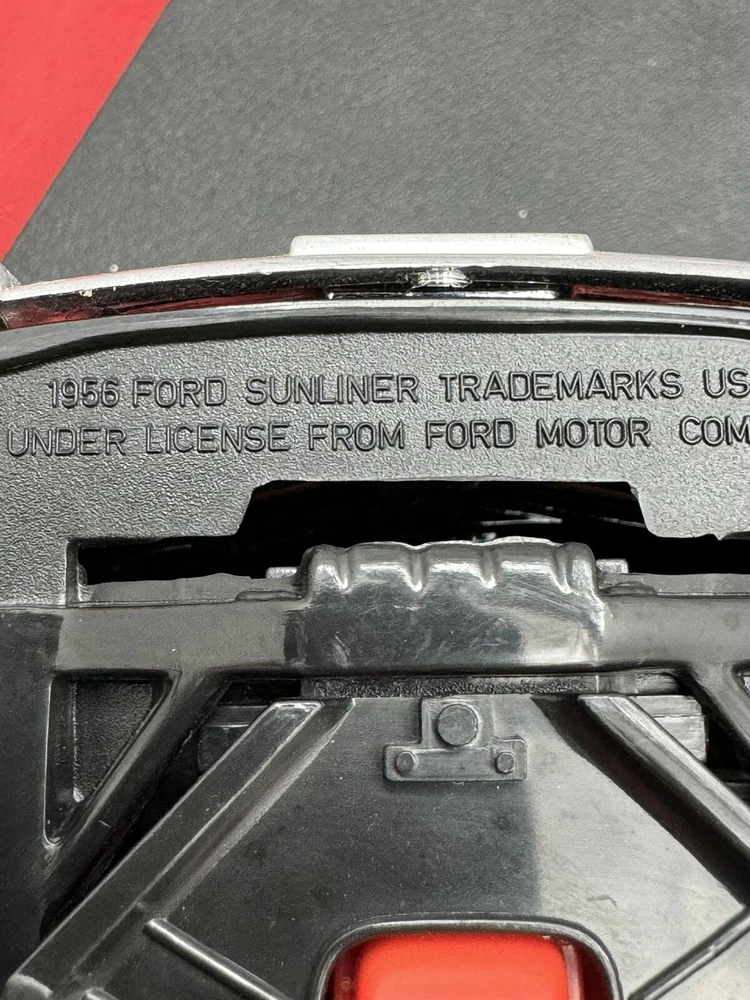 1956 FORD SUNLINER TRADEMARKS US
UNDER LICENSE FROM FORD MOTOR COM